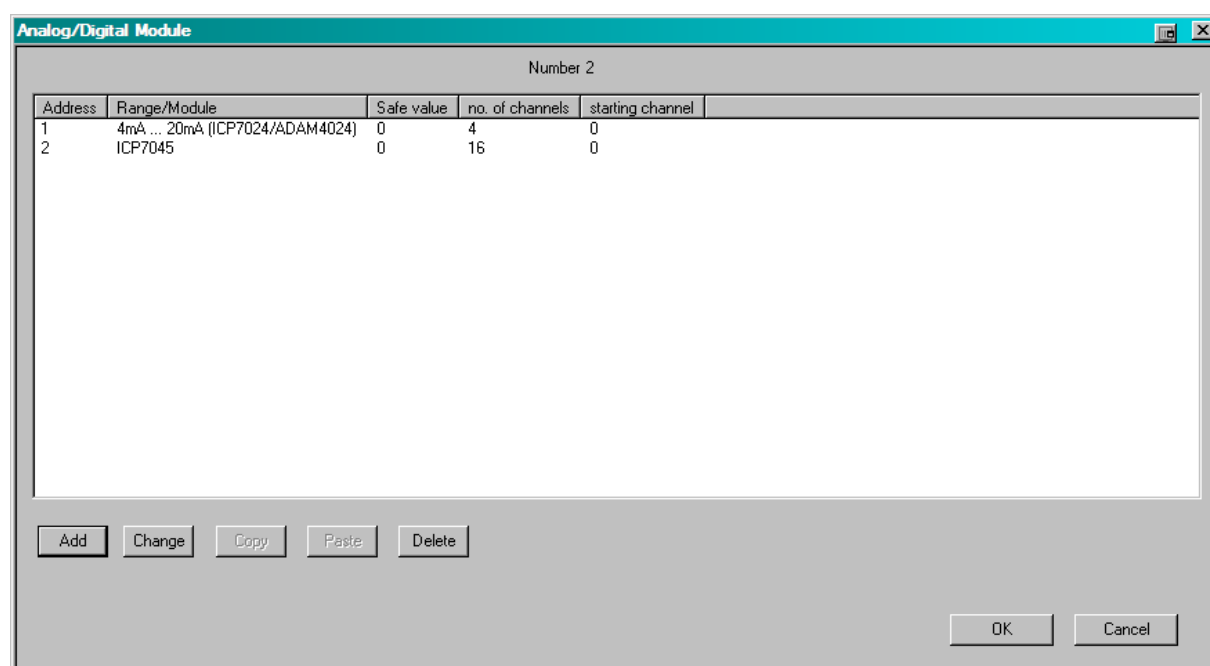 Analog/Digital Module
Number 2
Address Range/Module Safe value no. of channels starting channel
1 4mA ... 20mA (ICP7024/ADAM4024) 0 4 0
2 ICP7045 0 16 0
Add Change Copy Paste Delete
OK Cancel